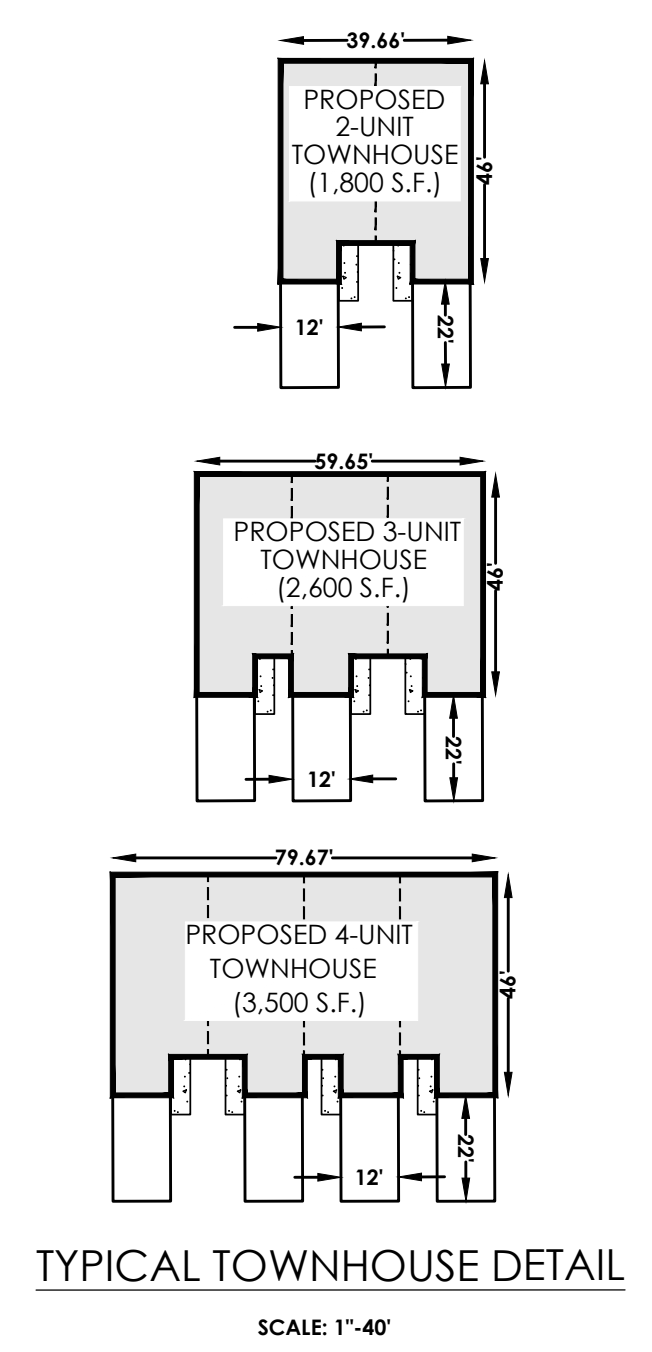 39.66'
PROPOSED
2-UNIT
TOWNHOUSE
(1,800 S.F.)
46'
12'
22'
59.65'
PROPOSED 3-UNIT
TOWNHOUSE
(2,600 S.F.)
46'
12'
22'
79.67'
PROPOSED 4-UNIT
TOWNHOUSE
(3,500 S.F.)
46'
12'
22'
TYPICAL TOWNHOUSE DETAIL
SCALE: 1"-40'